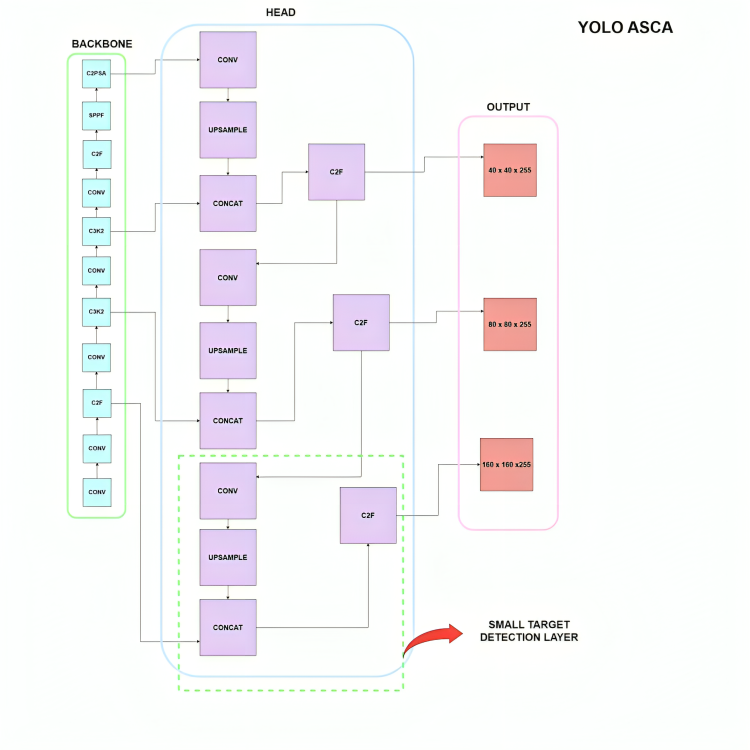 HEAD
YOLO ASCA
BACKBONE
C2PSA
SPPF
C2F
CONV
C3K2
CONV
C3K2
CONV
C2F
CONV
CONV
CONV
UPSAMPLE
CONCAT
C2F
CONV
UPSAMPLE
CONCAT
C2F
CONV
UPSAMPLE
CONCAT
C2F
OUTPUT
40 x 40 x 255
80 x 80 x 255
160 x 160 x255
SMALL TARGET
DETECTION LAYER